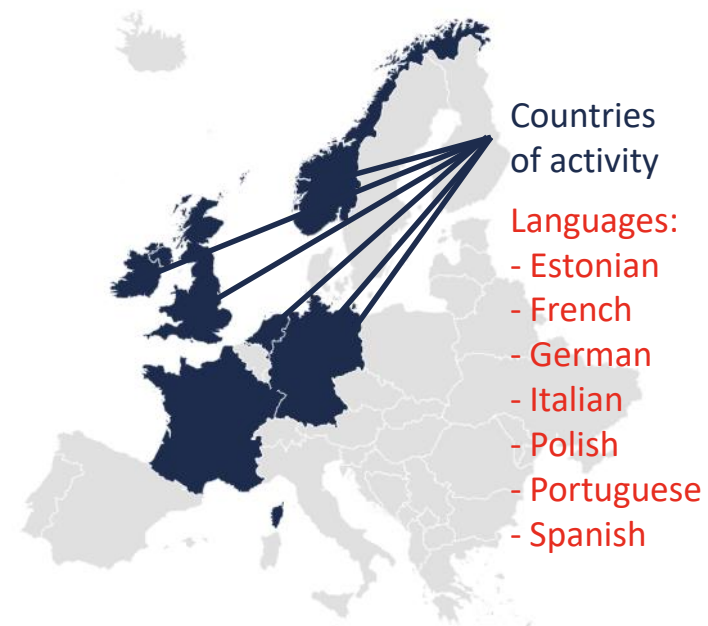 Countries
of activity
Languages:
- Estonian
- French
- German
- Italian
- Polish
- Portuguese
- Spanish